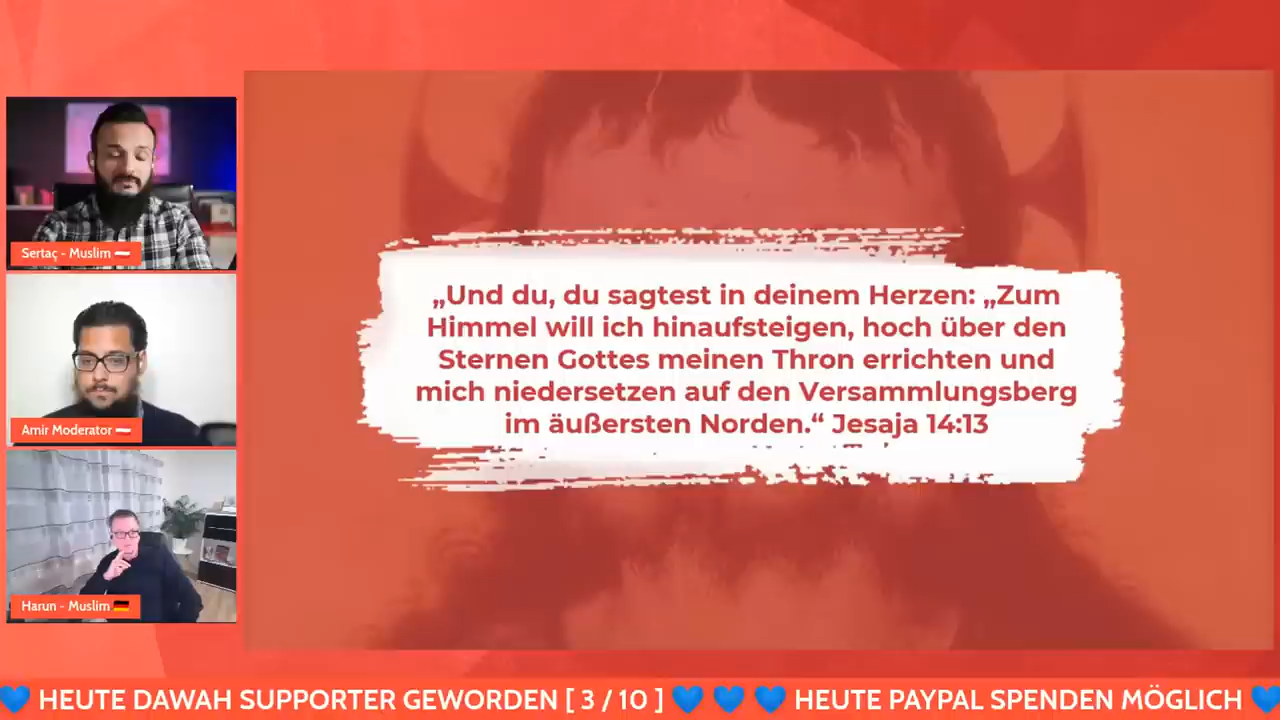 Sertaç - Muslim
Amir Moderator
Harun - Muslim
„Und du, du sagtest in deinem Herzen: „Zum
Himmel will ich hinaufsteigen, hoch über den
Sternen Gottes meinen Thron errichten und
mich niedersetzen auf den Versammlungsberg
im äußersten Norden.“ Jesaja 14:13
HEUTE DAWAH SUPPORTER GEWORDEN [ 3 / 10 ] 💙 💙 💙 HEUTE PAYPAL SPENDEN MÖGLICH